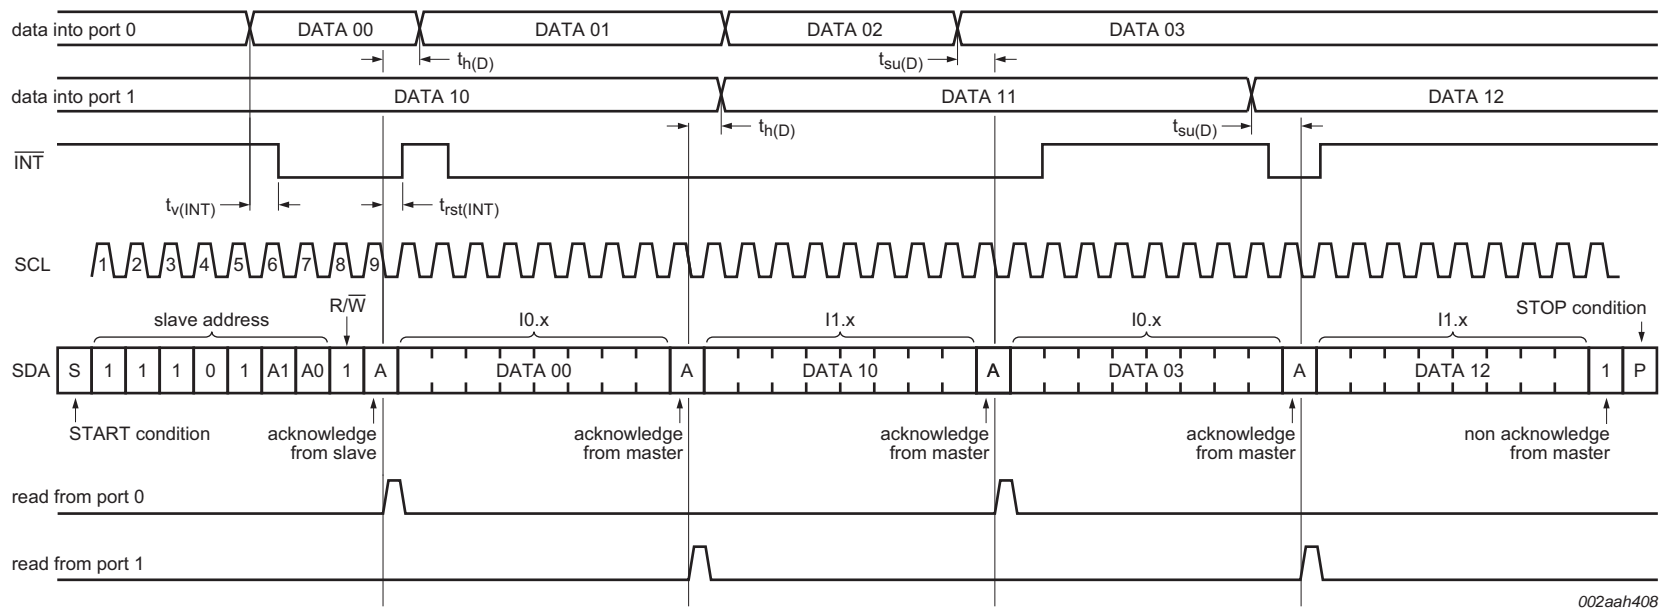 data into port 0 DATA 00 DATA 01 DATA 02 DATA 03
th(D) tsu(D)
data into port 1 DATA 10 DATA 11 DATA 12
th(D) tsu(D)
INT
tv(INT) trst(INT)
SCL 1 2 3 4 5 6 7 8 9
R/W STOP condition
slave address I0.x I1.x I0.x I1.x
SDA S 1 1 1 0 1 A1 A0 1 A DATA 00 A DATA 10 A DATA 03 A DATA 12 1 P
START condition acknowledge acknowledge acknowledge acknowledge non acknowledge
from slave from master from master from master from master
read from port 0
read from port 1
002aah408